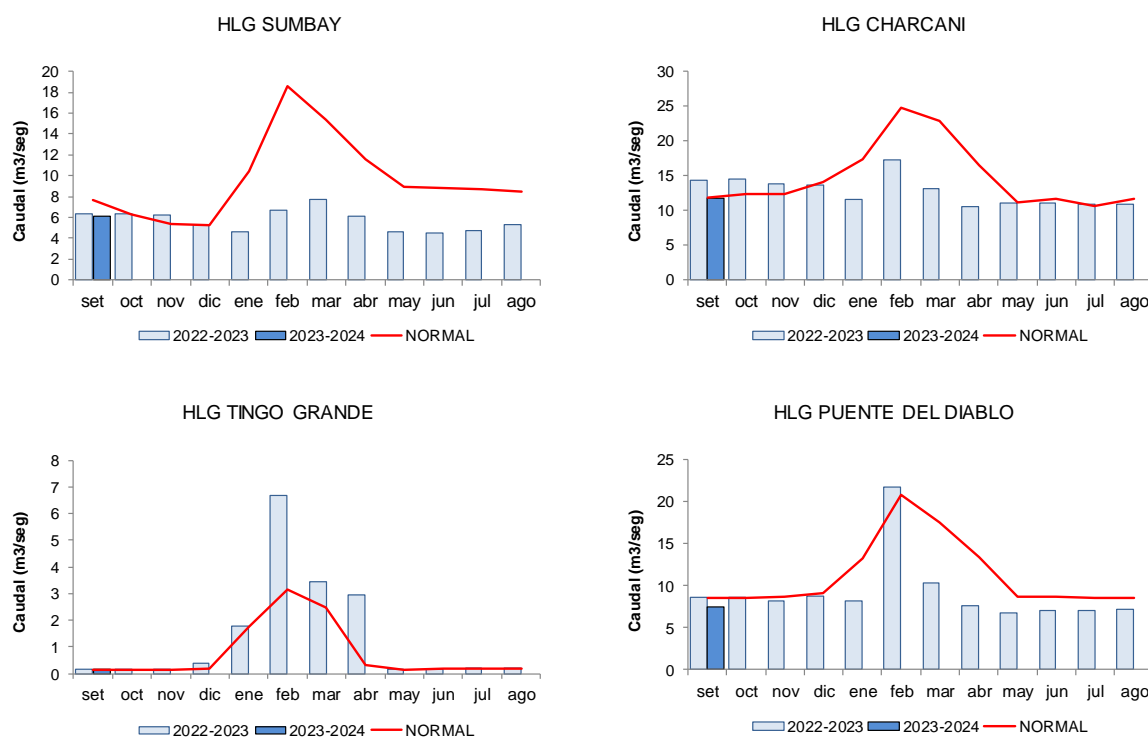 HLG SUMBAY
Caudal (m3/seg)
20
18
16
14
12
10
8
6
4
2
0
set oct nov dic ene feb mar abr may jun jul ago
2022-2023 2023-2024 NORMAL
HLG CHARCANI
Caudal (m3/seg)
30
25
20
15
10
5
0
set oct nov dic ene feb mar abr may jun jul ago
2022-2023 2023-2024 NORMAL
HLG TINGO GRANDE
Caudal (m3/seg)
8
7
6
5
4
3
2
1
0
set oct nov dic ene feb mar abr may jun jul ago
2022-2023 2023-2024 NORMAL
HLG PUENTE DEL DIABLO
Caudal (m3/seg)
25
20
15
10
5
0
set oct nov dic ene feb mar abr may jun jul ago
2022-2023 2023-2024 NORMAL